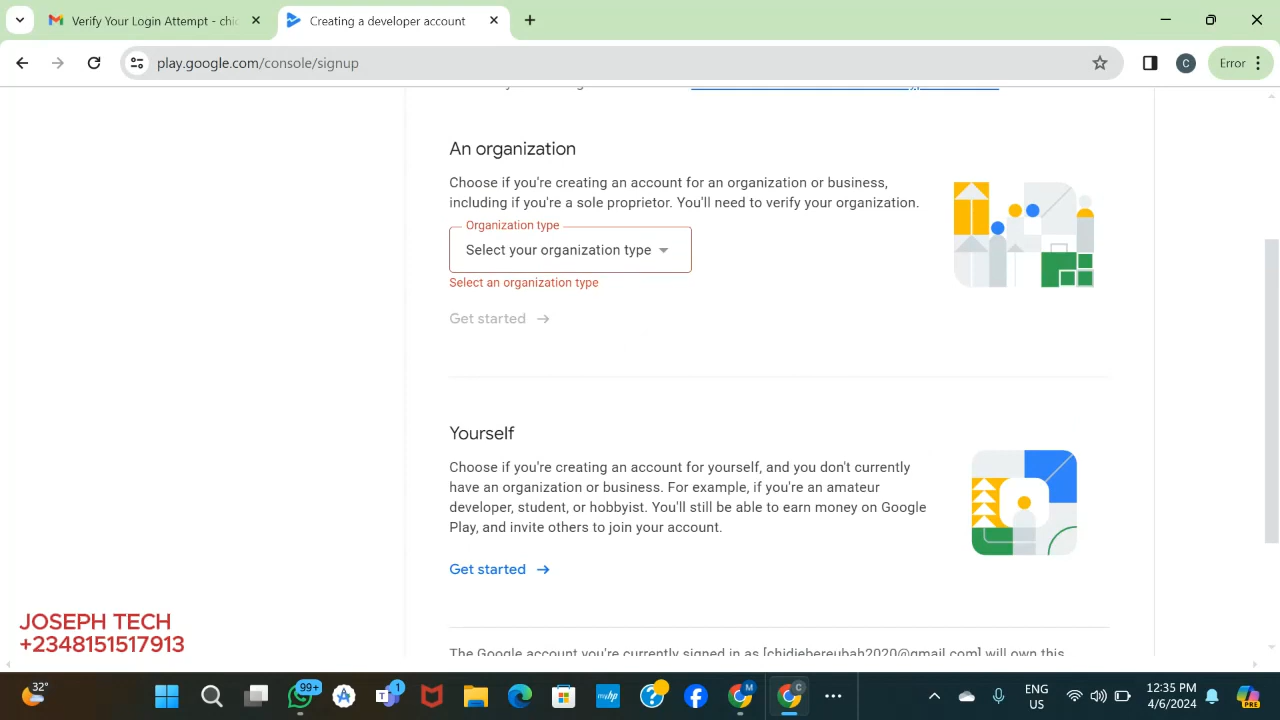 Verify Your Login Attempt - chi
Creating a developer account
play.google.com/console/signup
C
Error
An organization
Choose if you're creating an account for an organization or business,
including if you're a sole proprietor. You'll need to verify your organization.
Organization type
Select your organization type
Select an organization type
Get started
Yourself
Choose if you're creating an account for yourself, and you don't currently
have an organization or business. For example, if you're an amateur
developer, student, or hobbyist. You'll still be able to earn money on Google
Play, and invite others to join your account.
Get started
JOSEPH TECH
+2348151517913
The Google account you're currently signed in as [chidiebereubah2020@gmail.com] will own this
32°
99+
1
M
C
ENG
US
12:35 PM
4/6/2024
PRE